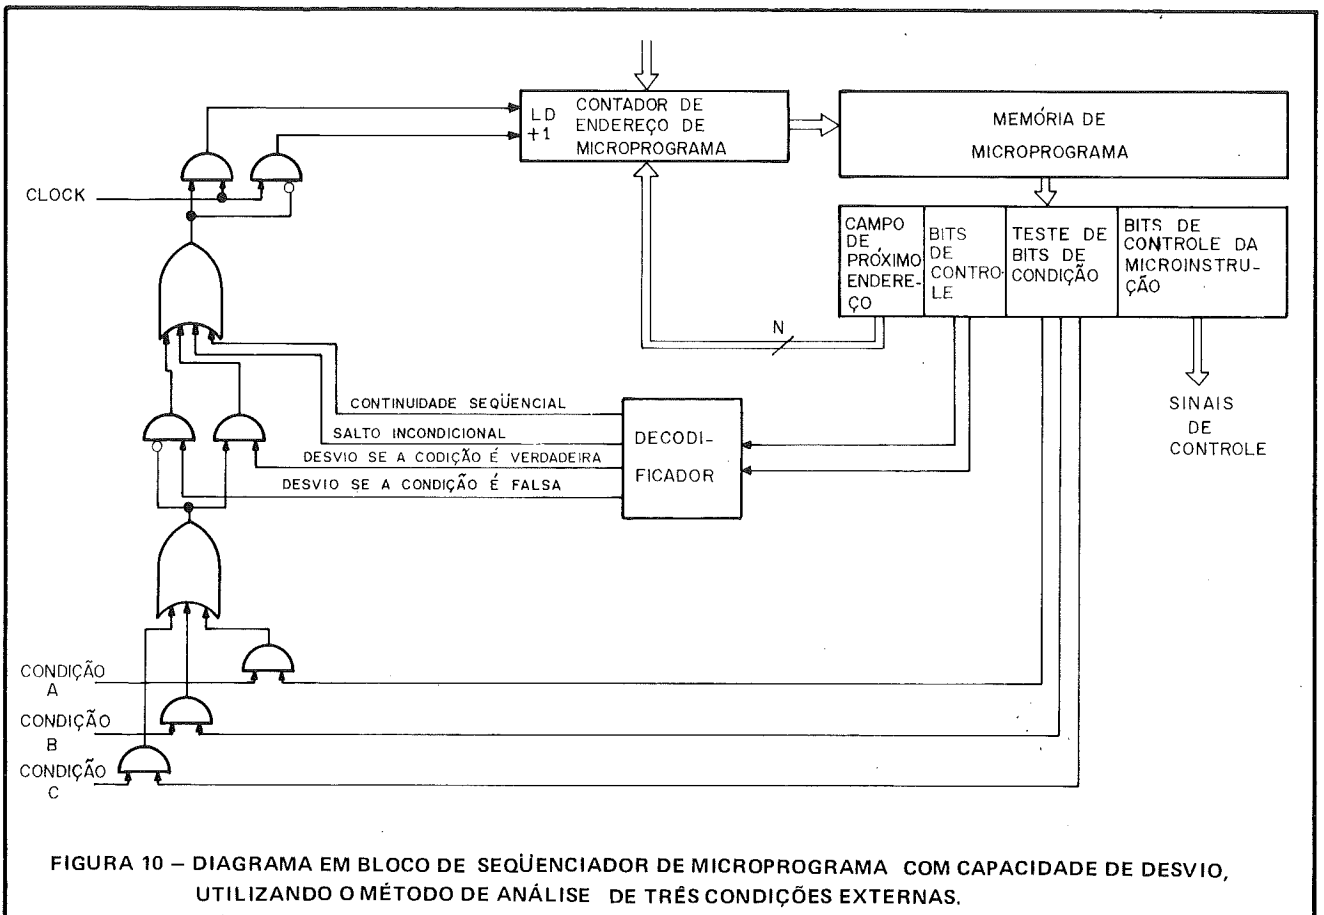 LD
+1
CONTADOR DE
ENDEREÇO DE
MICROPROGRAMA
MEMÓRIA DE
MICROPROGRAMA
CLOCK
CAMPO
DE
PRÓXIMO
ENDERE-
ÇO
BITS
DE
CONTRO-
LE
TESTE DE
BITS DE
CONDIÇÃO
BITS DE
CONTROLE DA
MICROINSTRU-
ÇÃO
N
SINAIS
DE
CONTROLE
CONTINUIDADE SEQÜENCIAL
SALTO INCONDICIONAL
DESVIO SE A CODIÇÃO É VERDADEIRA
DESVIO SE A CONDIÇÃO É FALSA
DECODI-
FICADOR
CONDIÇÃO
A
CONDIÇÃO
B
CONDIÇÃO
C
FIGURA 10 – DIAGRAMA EM BLOCO DE SEQÜENCIADOR DE MICROPROGRAMA COM CAPACIDADE DE DESVIO,
UTILIZANDO O MÉTODO DE ANÁLISE DE TRÊS CONDIÇÕES EXTERNAS.